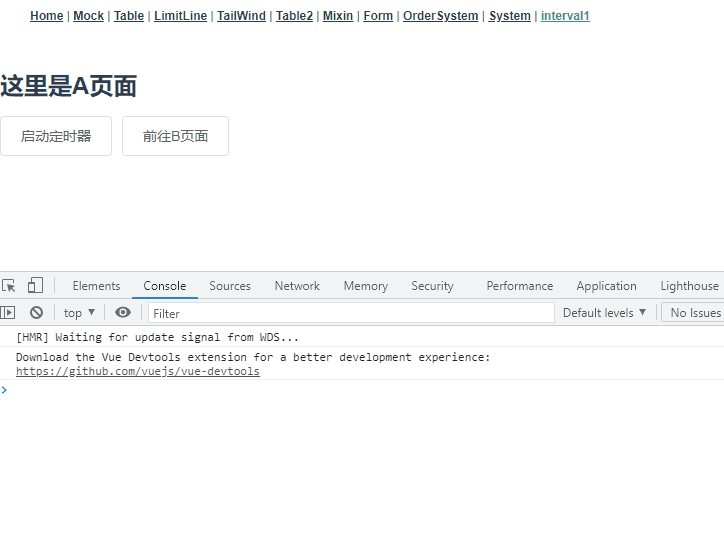 Home | Mock | Table | LimitLine | TailWind | Table2 | Mixin | Form | OrderSystem | System | interval1
这里是A页面
启动定时器 前往B页面
Elements Console Sources Network Memory Security Performance Application Lighthouse
top ▼ Filter Default levels ▼ No Issues
[HMR] Waiting for update signal from WDS...
Download the Vue Devtools extension for a better development experience:
https://github.com/vuejs/vue-devtools
>